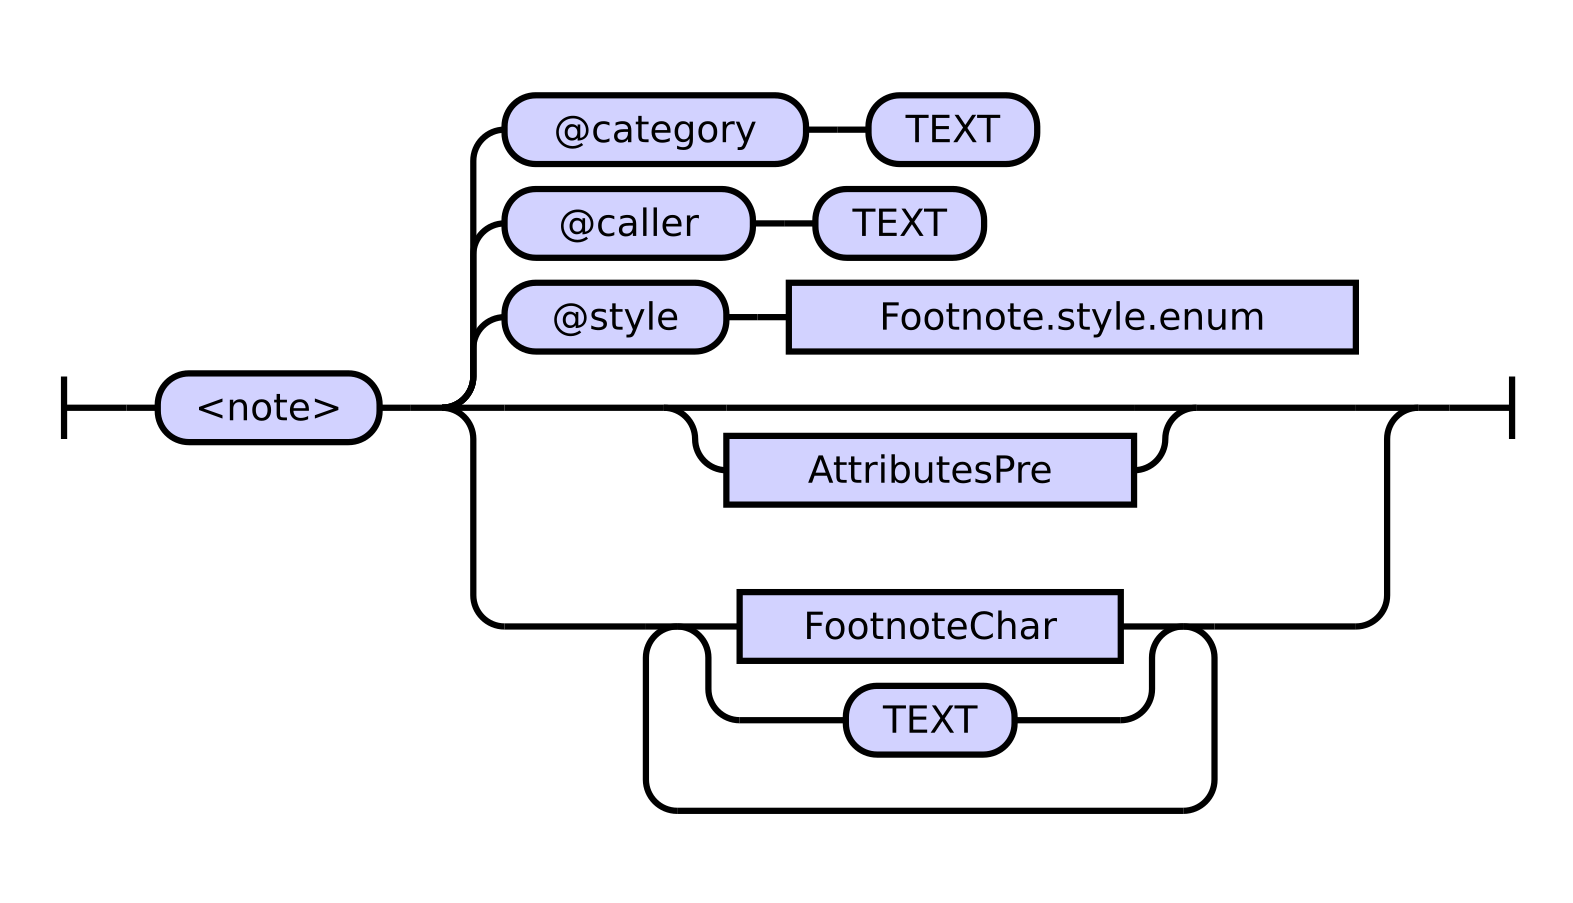 @category TEXT
@caller TEXT
@style Footnote.style.enum
<note>
AttributesPre
FootnoteChar
TEXT